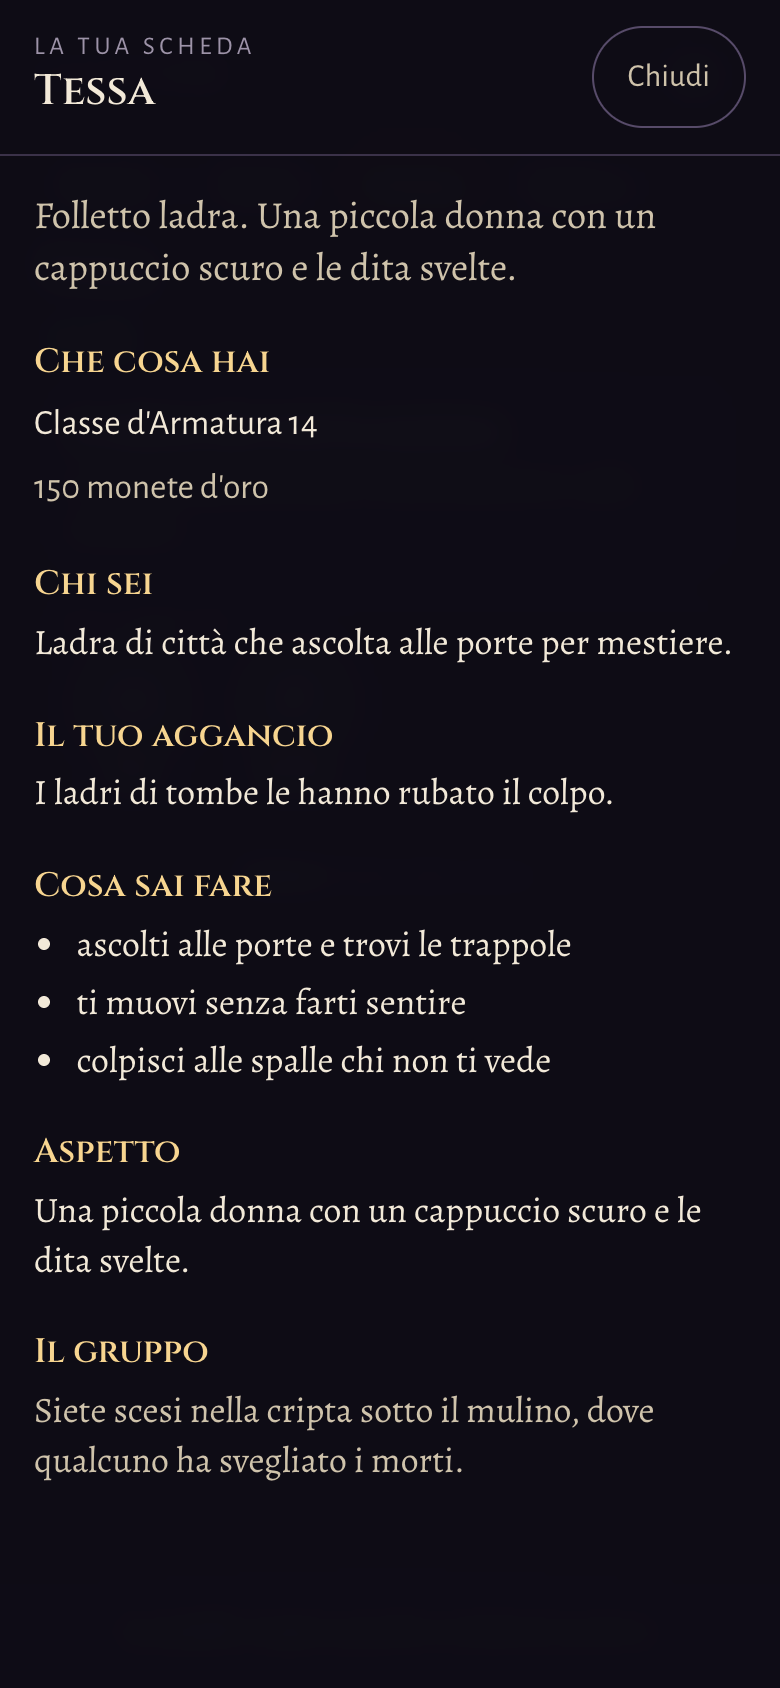 LA TUA SCHEDA
Tessa
Chiudi
Folletto ladra. Una piccola donna con un
cappuccio scuro e le dita svelte.
Che cosa hai
Classe d'Armatura 14
150 monete d'oro
Chi sei
Ladra di città che ascolta alle porte per mestiere.
Il tuo aggancio
I ladri di tombe le hanno rubato il colpo.
Cosa sai fare
• ascolti alle porte e trovi le trappole
• ti muovi senza farti sentire
• colpisci alle spalle chi non ti vede
Aspetto
Una piccola donna con un cappuccio scuro e le
dita svelte.
Il gruppo
Siete scesi nella cripta sotto il mulino, dove
qualcuno ha svegliato i morti.